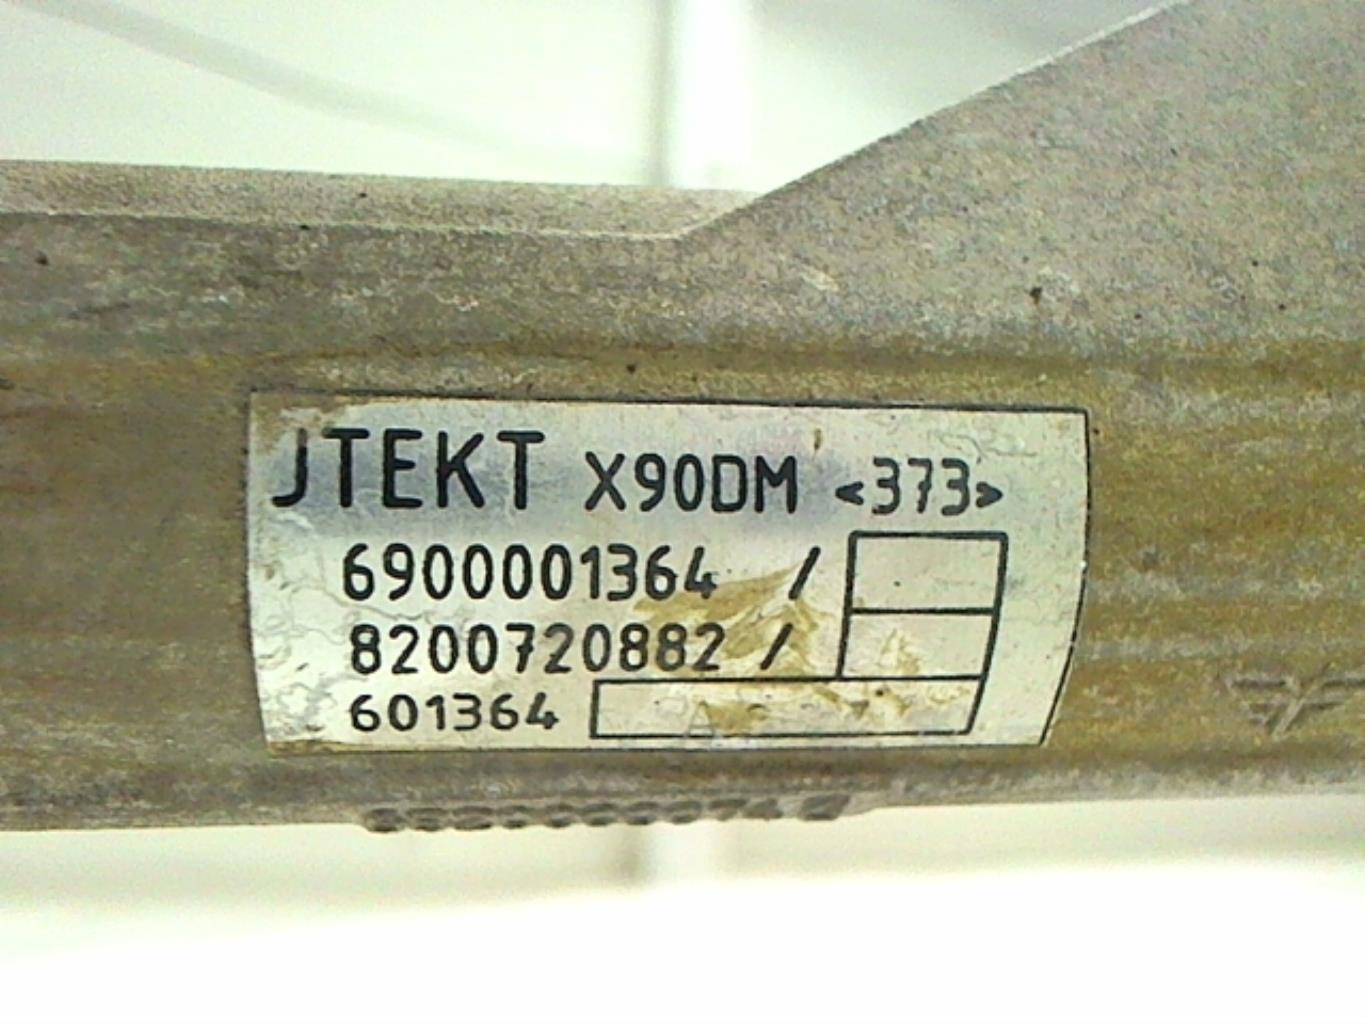 JTEKT X90DM <373>
6900001364 /
8200720882 /
601364